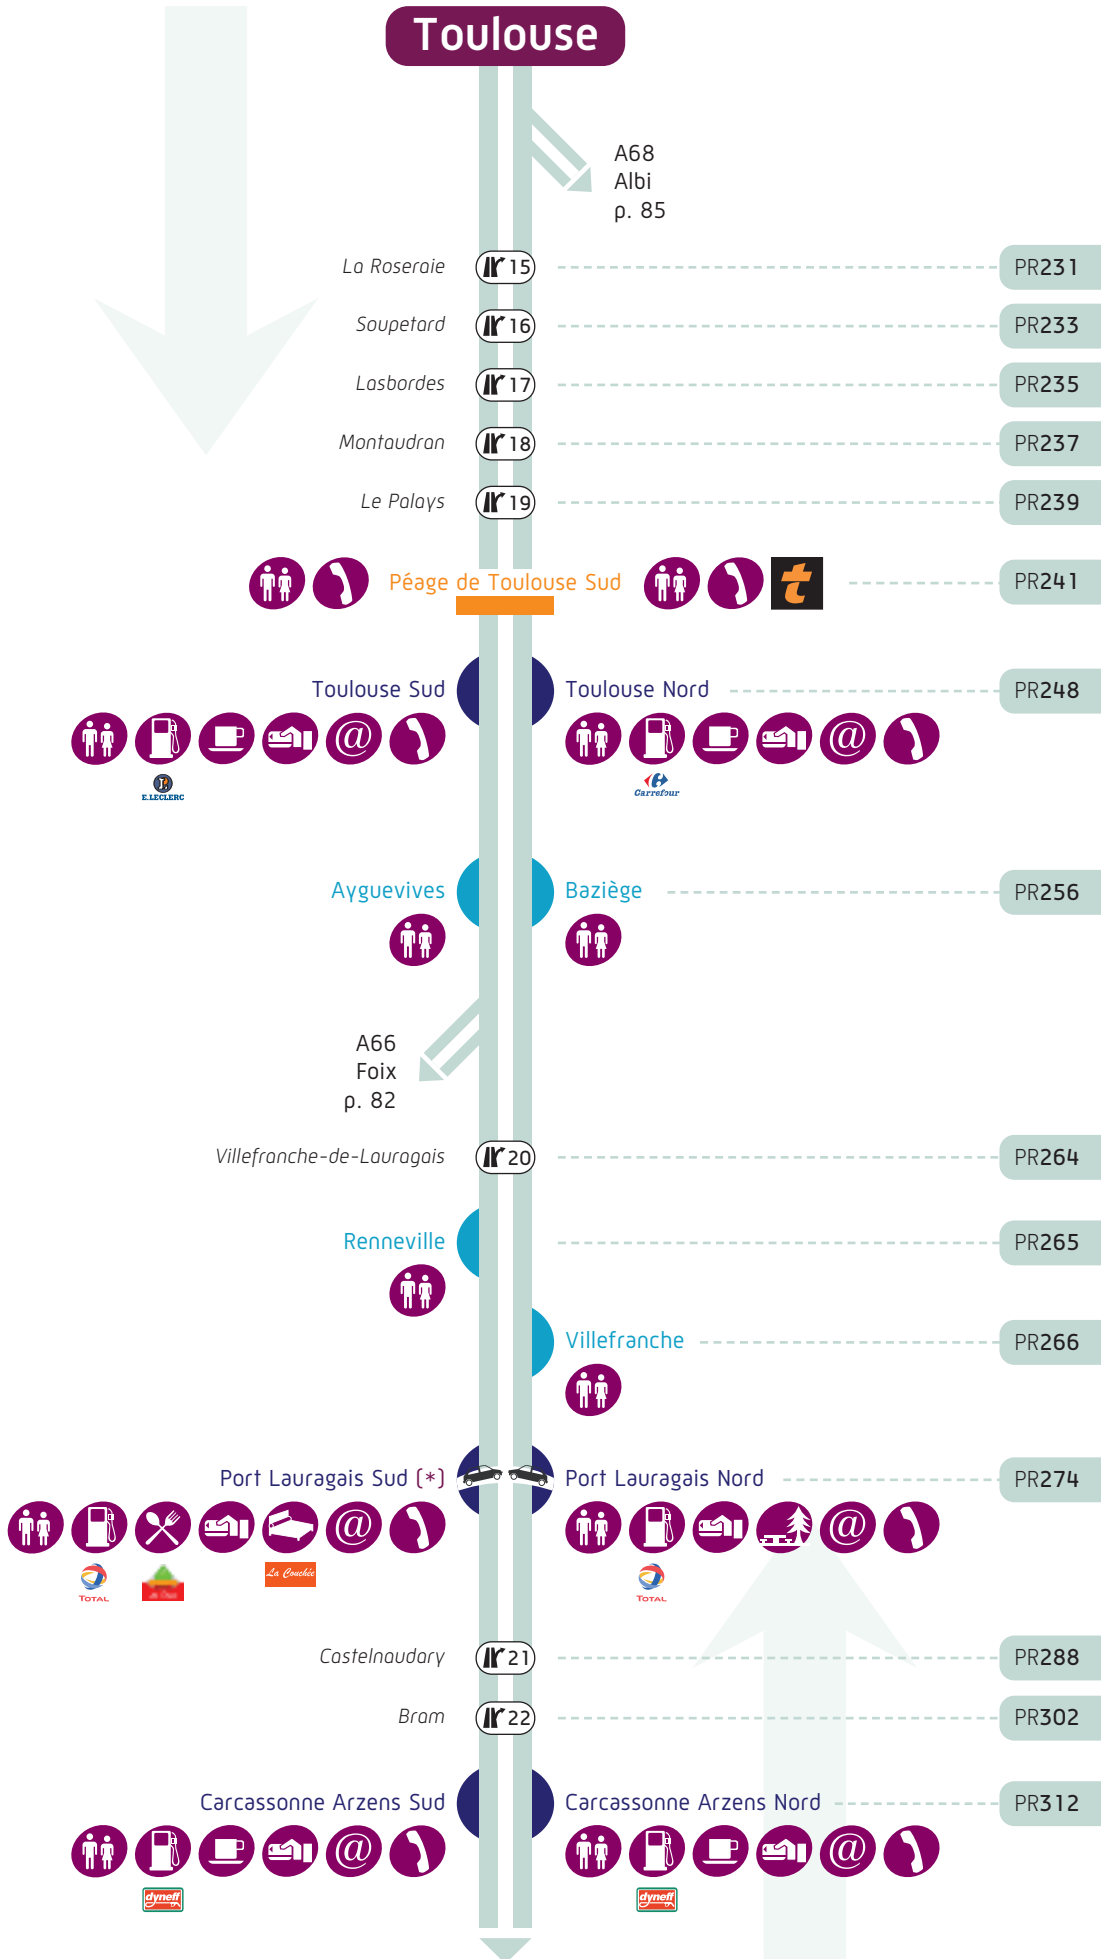 Toulouse
A68
Albi
p. 85
La Roseraie 15 PR231
Soupetard 16 PR233
Lasbordes 17 PR235
Montaudran 18 PR237
Le Palays 19 PR239
Péage de Toulouse Sud t PR241
Toulouse Sud Toulouse Nord PR248
@ @
E.LECLERC Carrefour
Ayguevives Baziège PR256
A66
Foix
p. 82
Villefranche-de-Lauragais 20 PR264
Renneville PR265
Villefranche PR266
Port Lauragais Sud (*) Port Lauragais Nord PR274
@ @
TOTAL La Couchée TOTAL
Castelnaudary 21 PR288
Bram 22 PR302
Carcassonne Arzens Sud Carcassonne Arzens Nord PR312
@ @
dyneff dyneff